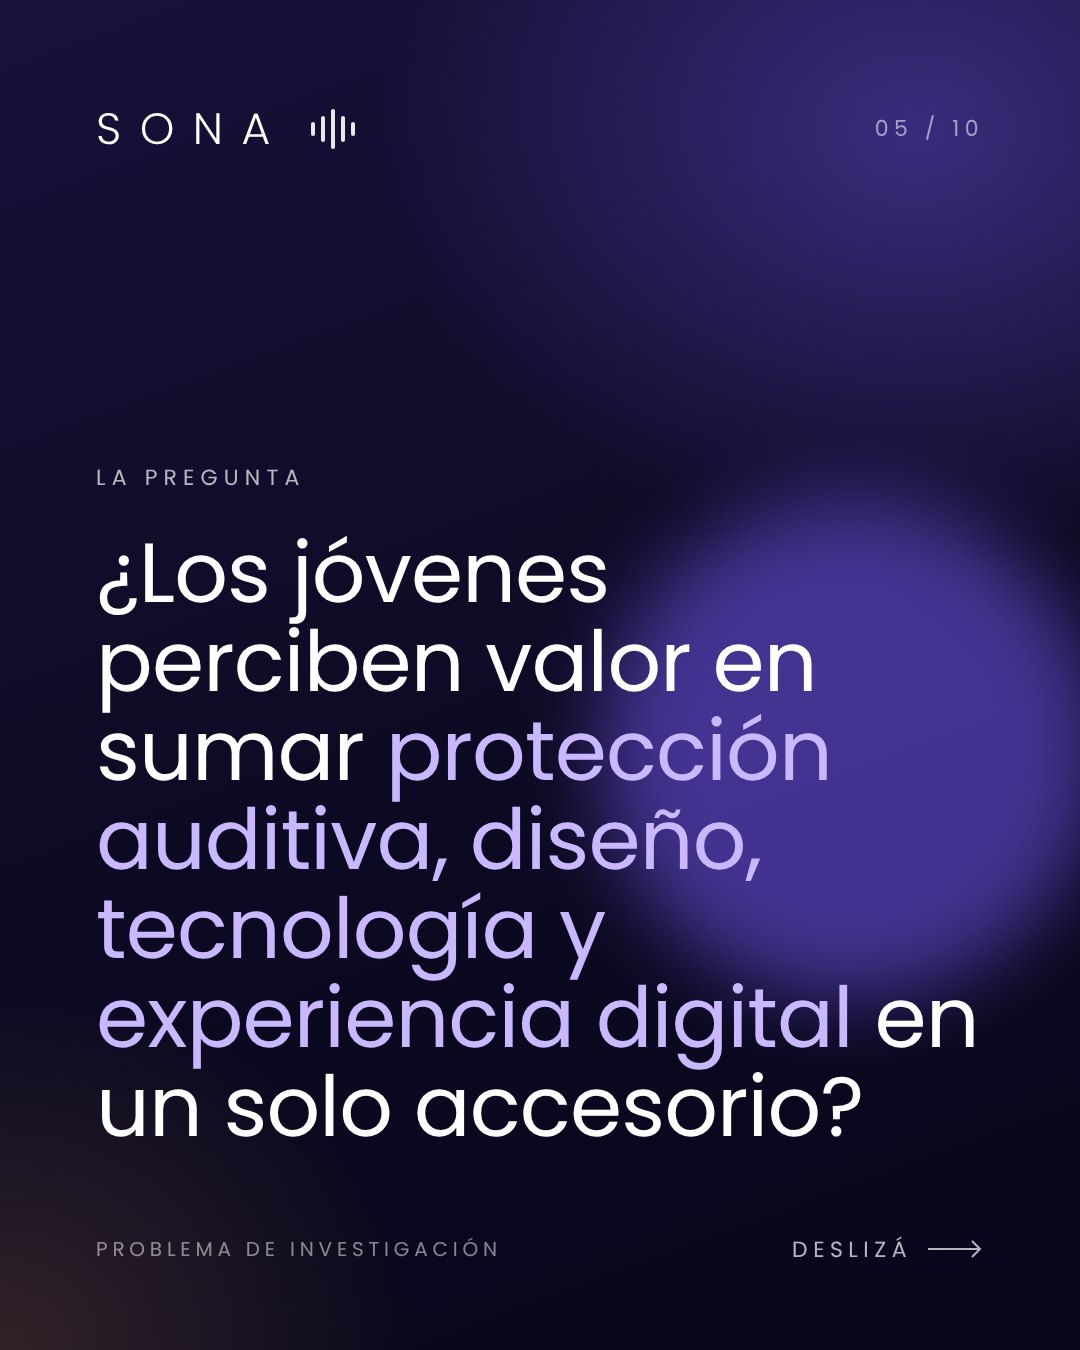 SONA
05 / 10
LA PREGUNTA
¿Los jóvenes
perciben valor en
sumar protección
auditiva, diseño,
tecnología y
experiencia digital en
un solo accesorio?
PROBLEMA DE INVESTIGACIÓN
DESLIZÁ